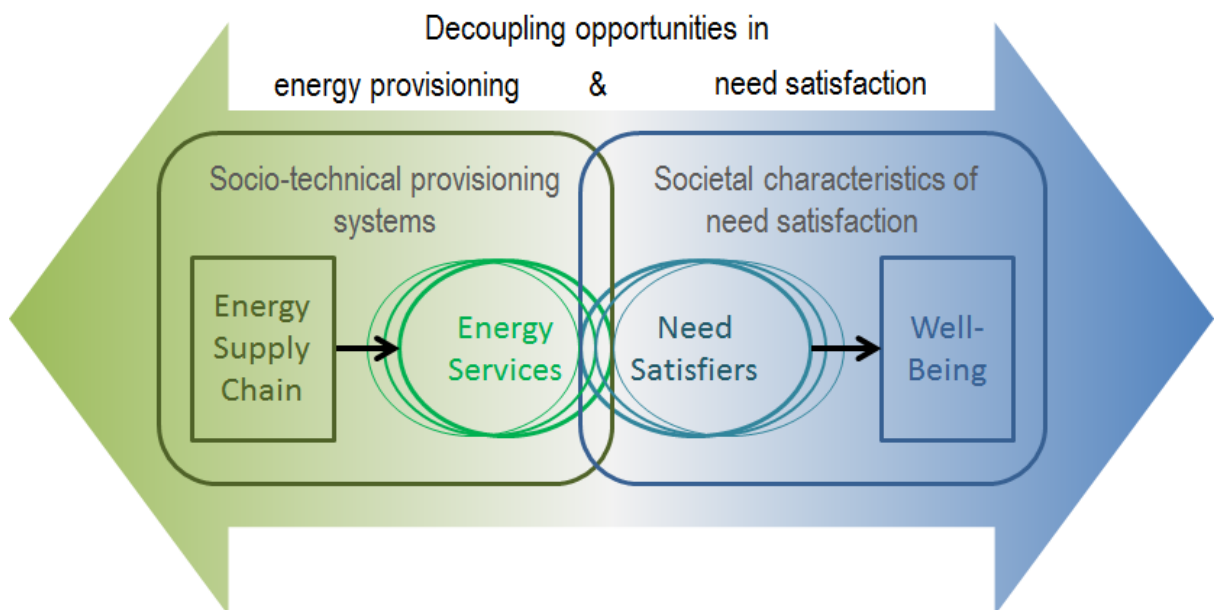 Decoupling opportunities in
energy provisioning & need satisfaction
Socio-technical provisioning
systems
Societal characteristics of
need satisfaction
Energy
Supply
Chain
Energy
Services
Need
Satisfiers
Well-
Being